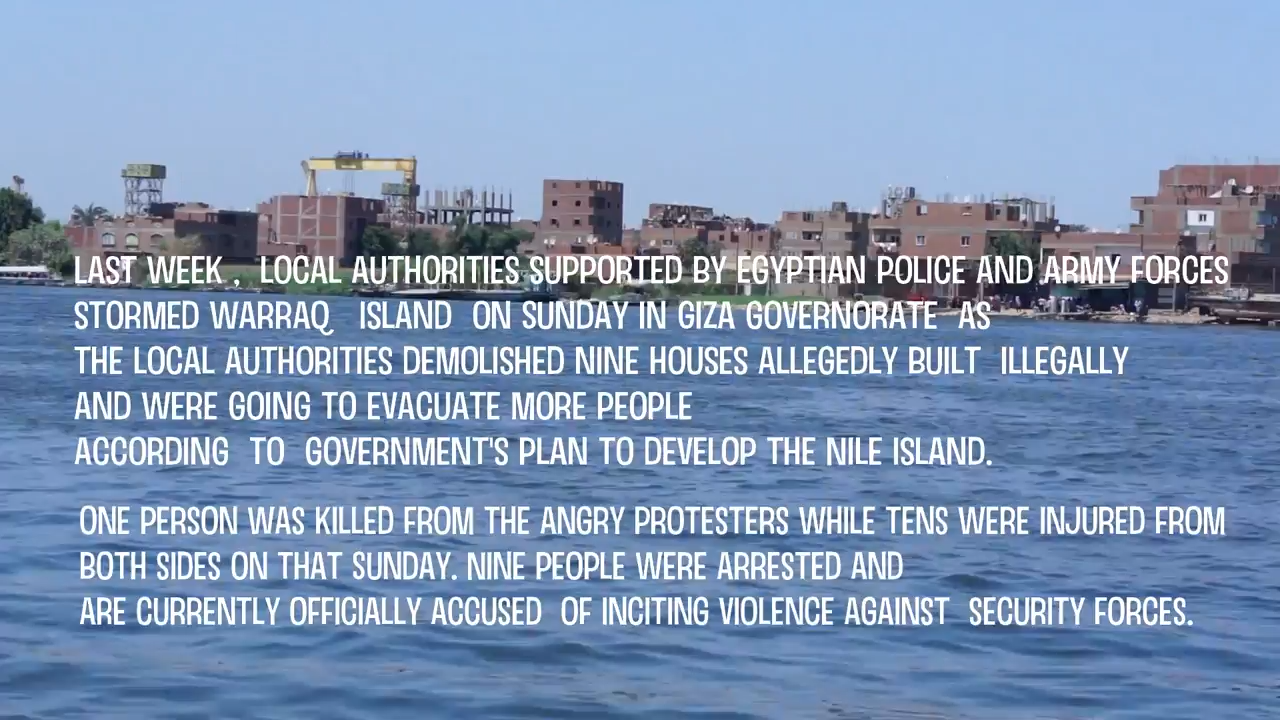 LAST WEEK , LOCAL AUTHORITIES SUPPORTED BY EGYPTIAN POLICE AND ARMY FORCES
STORMED WARRAQ ISLAND ON SUNDAY IN GIZA GOVERNORATE AS
THE LOCAL AUTHORITIES DEMOLISHED NINE HOUSES ALLEGEDLY BUILT ILLEGALLY
AND WERE GOING TO EVACUATE MORE PEOPLE
ACCORDING TO GOVERNMENT'S PLAN TO DEVELOP THE NILE ISLAND.
ONE PERSON WAS KILLED FROM THE ANGRY PROTESTERS WHILE TENS WERE INJURED FROM
BOTH SIDES ON THAT SUNDAY. NINE PEOPLE WERE ARRESTED AND
ARE CURRENTLY OFFICIALLY ACCUSED OF INCITING VIOLENCE AGAINST SECURITY FORCES.